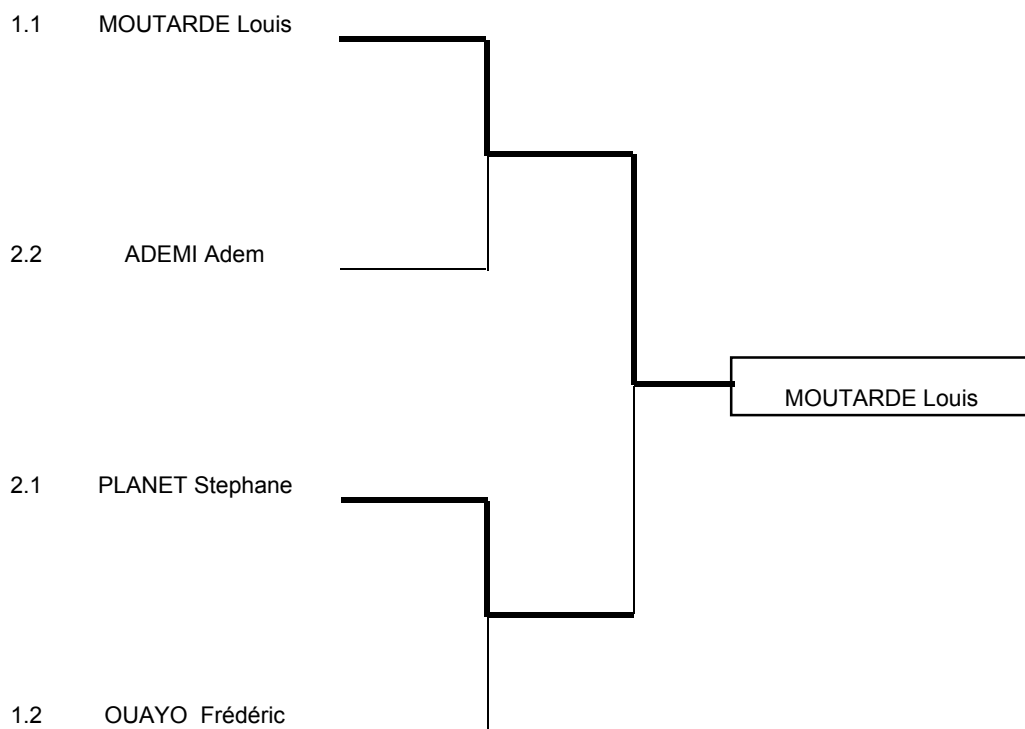 1.1 MOUTARDE Louis
2.2 ADEMI Adem
MOUTARDE Louis
2.1 PLANET Stephane
1.2 OUAYO Frédéric